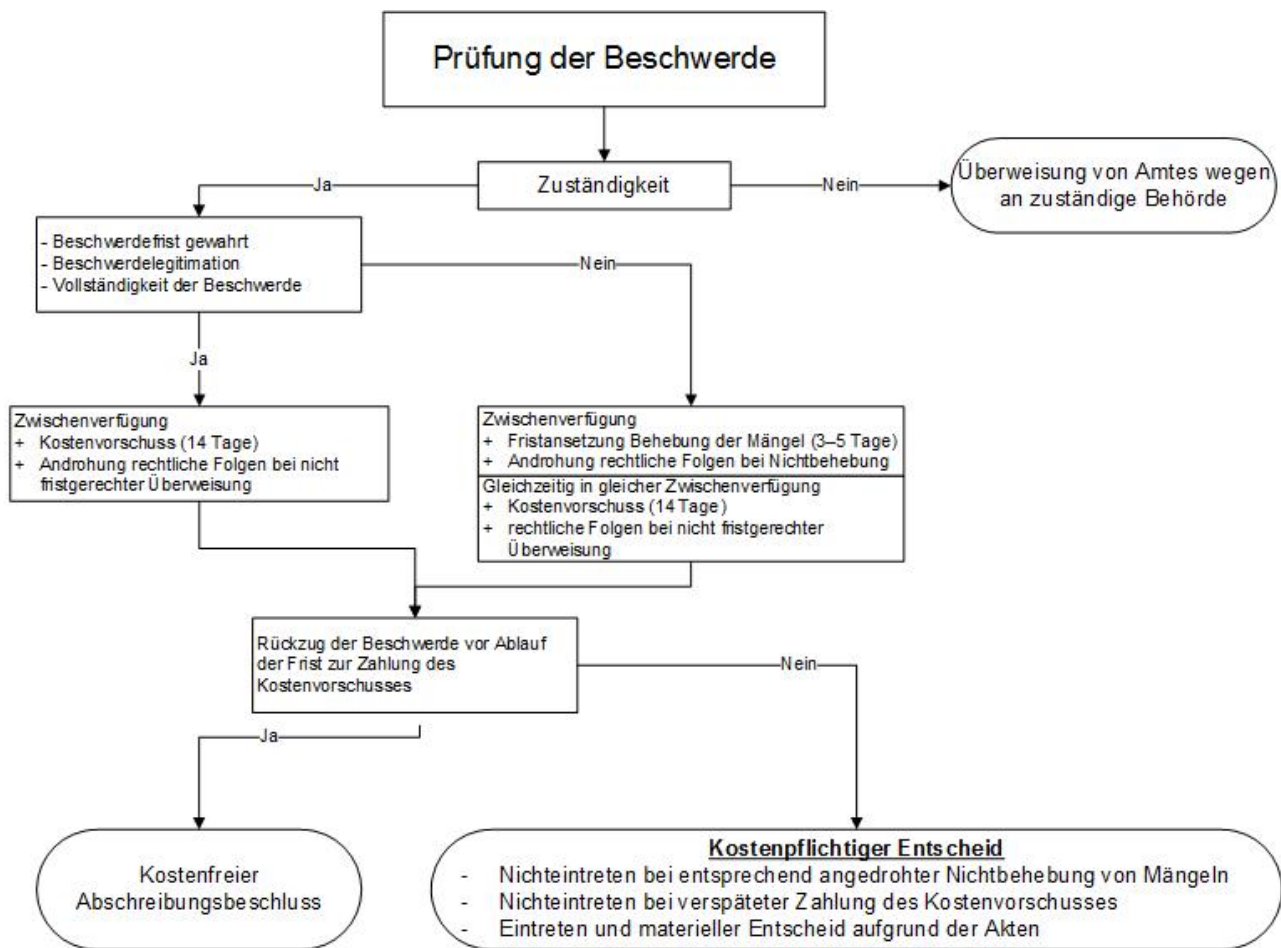 Prüfung der Beschwerde
Zuständigkeit
Ja
Nein
Überweisung von Amtes wegen
an zuständige Behörde
- Beschwerdefrist gewahrt
- Beschwerdelegitimation
- Vollständigkeit der Beschwerde
Nein
Ja
Zwischenverfügung
+ Kostenvorschuss (14 Tage)
+ Androhung rechtliche Folgen bei nicht
fristgerechter Überweisung
Zwischenverfügung
+ Fristansetzung Behebung der Mängel (3–5 Tage)
+ Androhung rechtliche Folgen bei Nichtbehebung
Gleichzeitig in gleicher Zwischenverfügung
+ Kostenvorschuss (14 Tage)
+ rechtliche Folgen bei nicht fristgerechter
Überweisung
Rückzug der Beschwerde vor Ablauf
der Frist zur Zahlung des
Kostenvorschusses
Nein
Ja
Kostenfreier
Abschreibungsbeschluss
Kostenpflichtiger Entscheid
- Nichteintreten bei entsprechend angedrohter Nichtbehebung von Mängeln
- Nichteintreten bei verspäteter Zahlung des Kostenvorschusses
- Eintreten und materieller Entscheid aufgrund der Akten